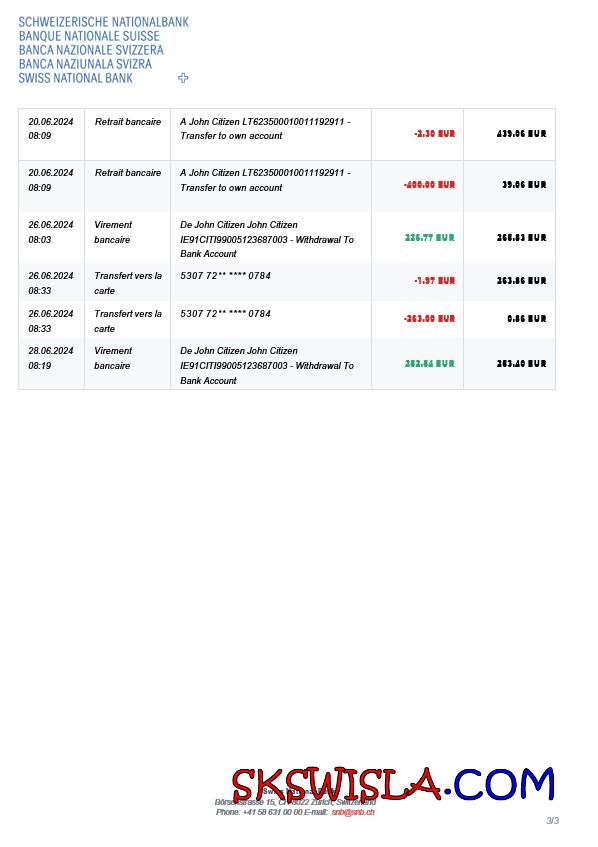 SCHWEIZERISCHE NATIONALBANK
BANQUE NATIONALE SUISSE
BANCA NAZIONALE SVIZZERA
BANCA NAZIUNALA SVIZRA
SWISS NATIONAL BANK
20.06.2024 Retrait bancaire A John Citizen LT623500010011192911 - -2.30 EUR 439.06 EUR
08:09 Transfer to own account
20.06.2024 Retrait bancaire A John Citizen LT623500010011192911 - -400.00 EUR 39.06 EUR
08:09 Transfer to own account
26.06.2024 Virement De John Citizen John Citizen
08:03 bancaire IE91CITI99005123687003 - Withdrawal To 226.77 EUR 265.83 EUR
Bank Account
26.06.2024 Transfert vers la 5307 72** **** 0784 -1.97 EUR 263.86 EUR
08:33 carte
26.06.2024 Transfert vers la 5307 72** **** 0784 -263.00 EUR 0.86 EUR
08:33 carte
28.06.2024 Virement De John Citizen John Citizen
08:19 bancaire IE91CITI99005123687003 - Withdrawal To 282.54 EUR 283.40 EUR
Bank Account
SKSWISLA.COM
Swiss National Bank
Börsenstrasse 15, CH-8022 Zurich, Switzerland
Phone: +41 58 631 00 00 E-mail: snb@snb.ch
3/3